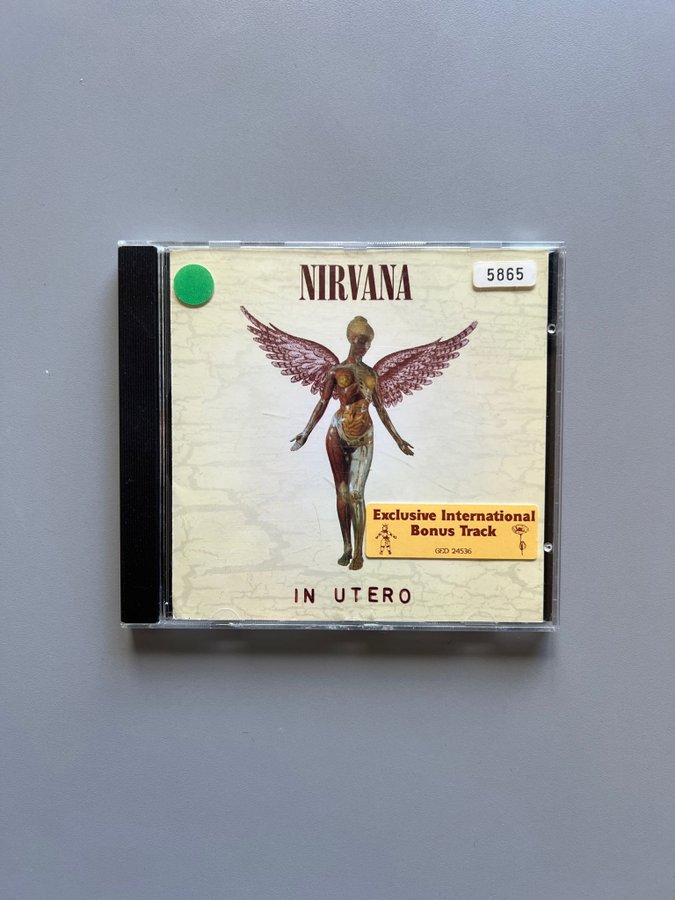 NIRVANA
5865
Exclusive International
Bonus Track
GED 24536
IN UTERO